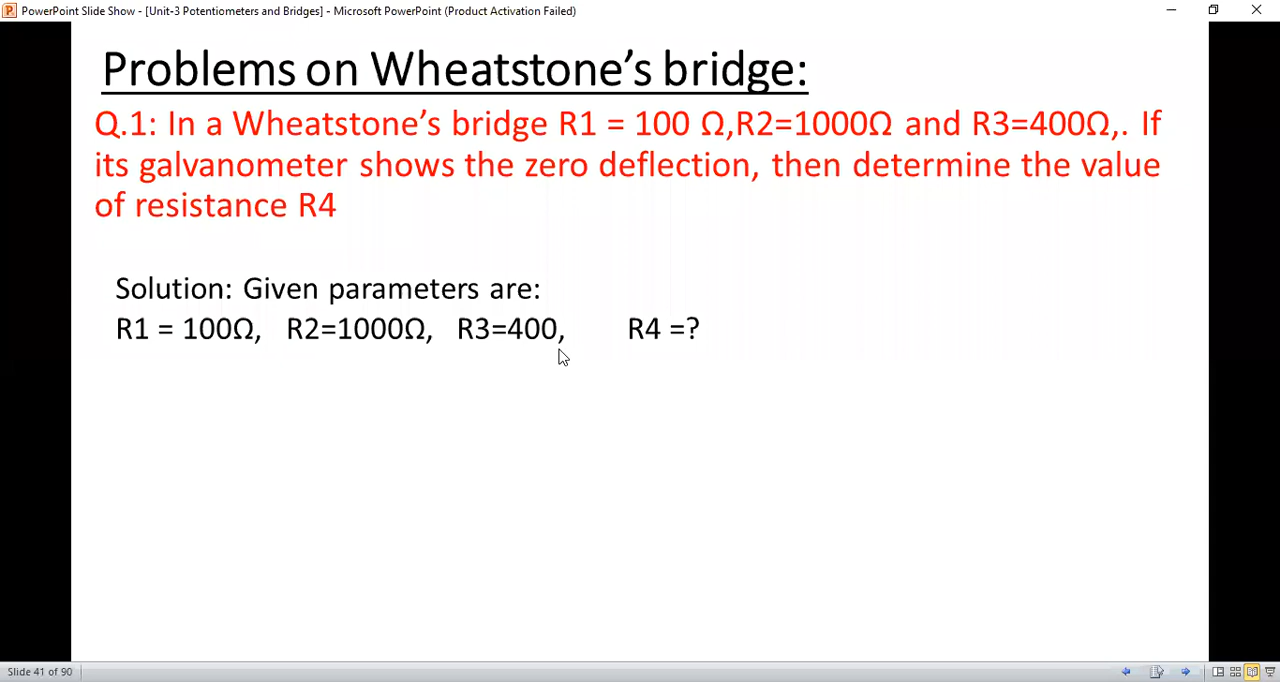 PowerPoint Slide Show - [Unit-3 Potentiometers and Bridges] - Microsoft PowerPoint (Product Activation Failed)
Problems on Wheatstone’s bridge:
Q.1: In a Wheatstone’s bridge R1 = 100 Ω,R2=1000Ω and R3=400Ω,. If
its galvanometer shows the zero deflection, then determine the value
of resistance R4
Solution: Given parameters are:
R1 = 100Ω, R2=1000Ω, R3=400, R4 =?
Slide 41 of 90